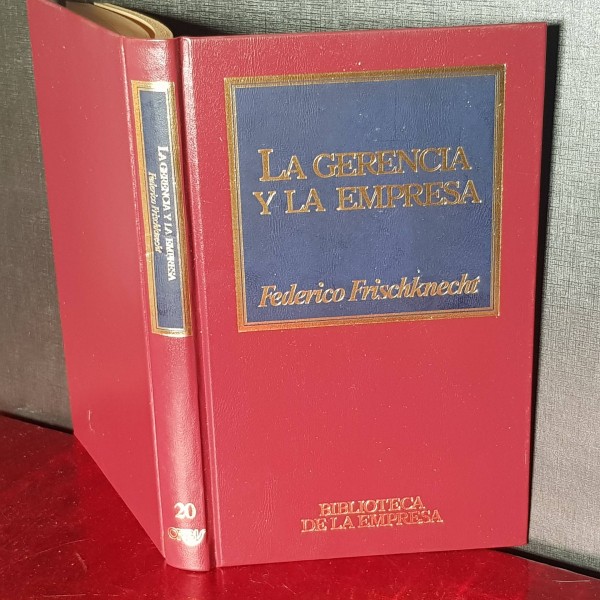 LA GERENCIA
Y LA EMPRESA
Federico Frischknecht
BIBLIOTECA
DE LA EMPRESA
LA GERENCIA Y LA EMPRESA
Federico Frischknecht
20